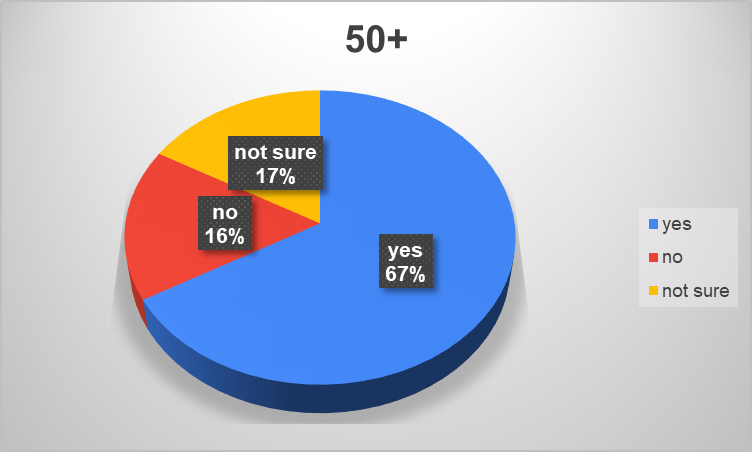 50+
not sure
17%
no
16%
yes
67%
yes
no
not sure